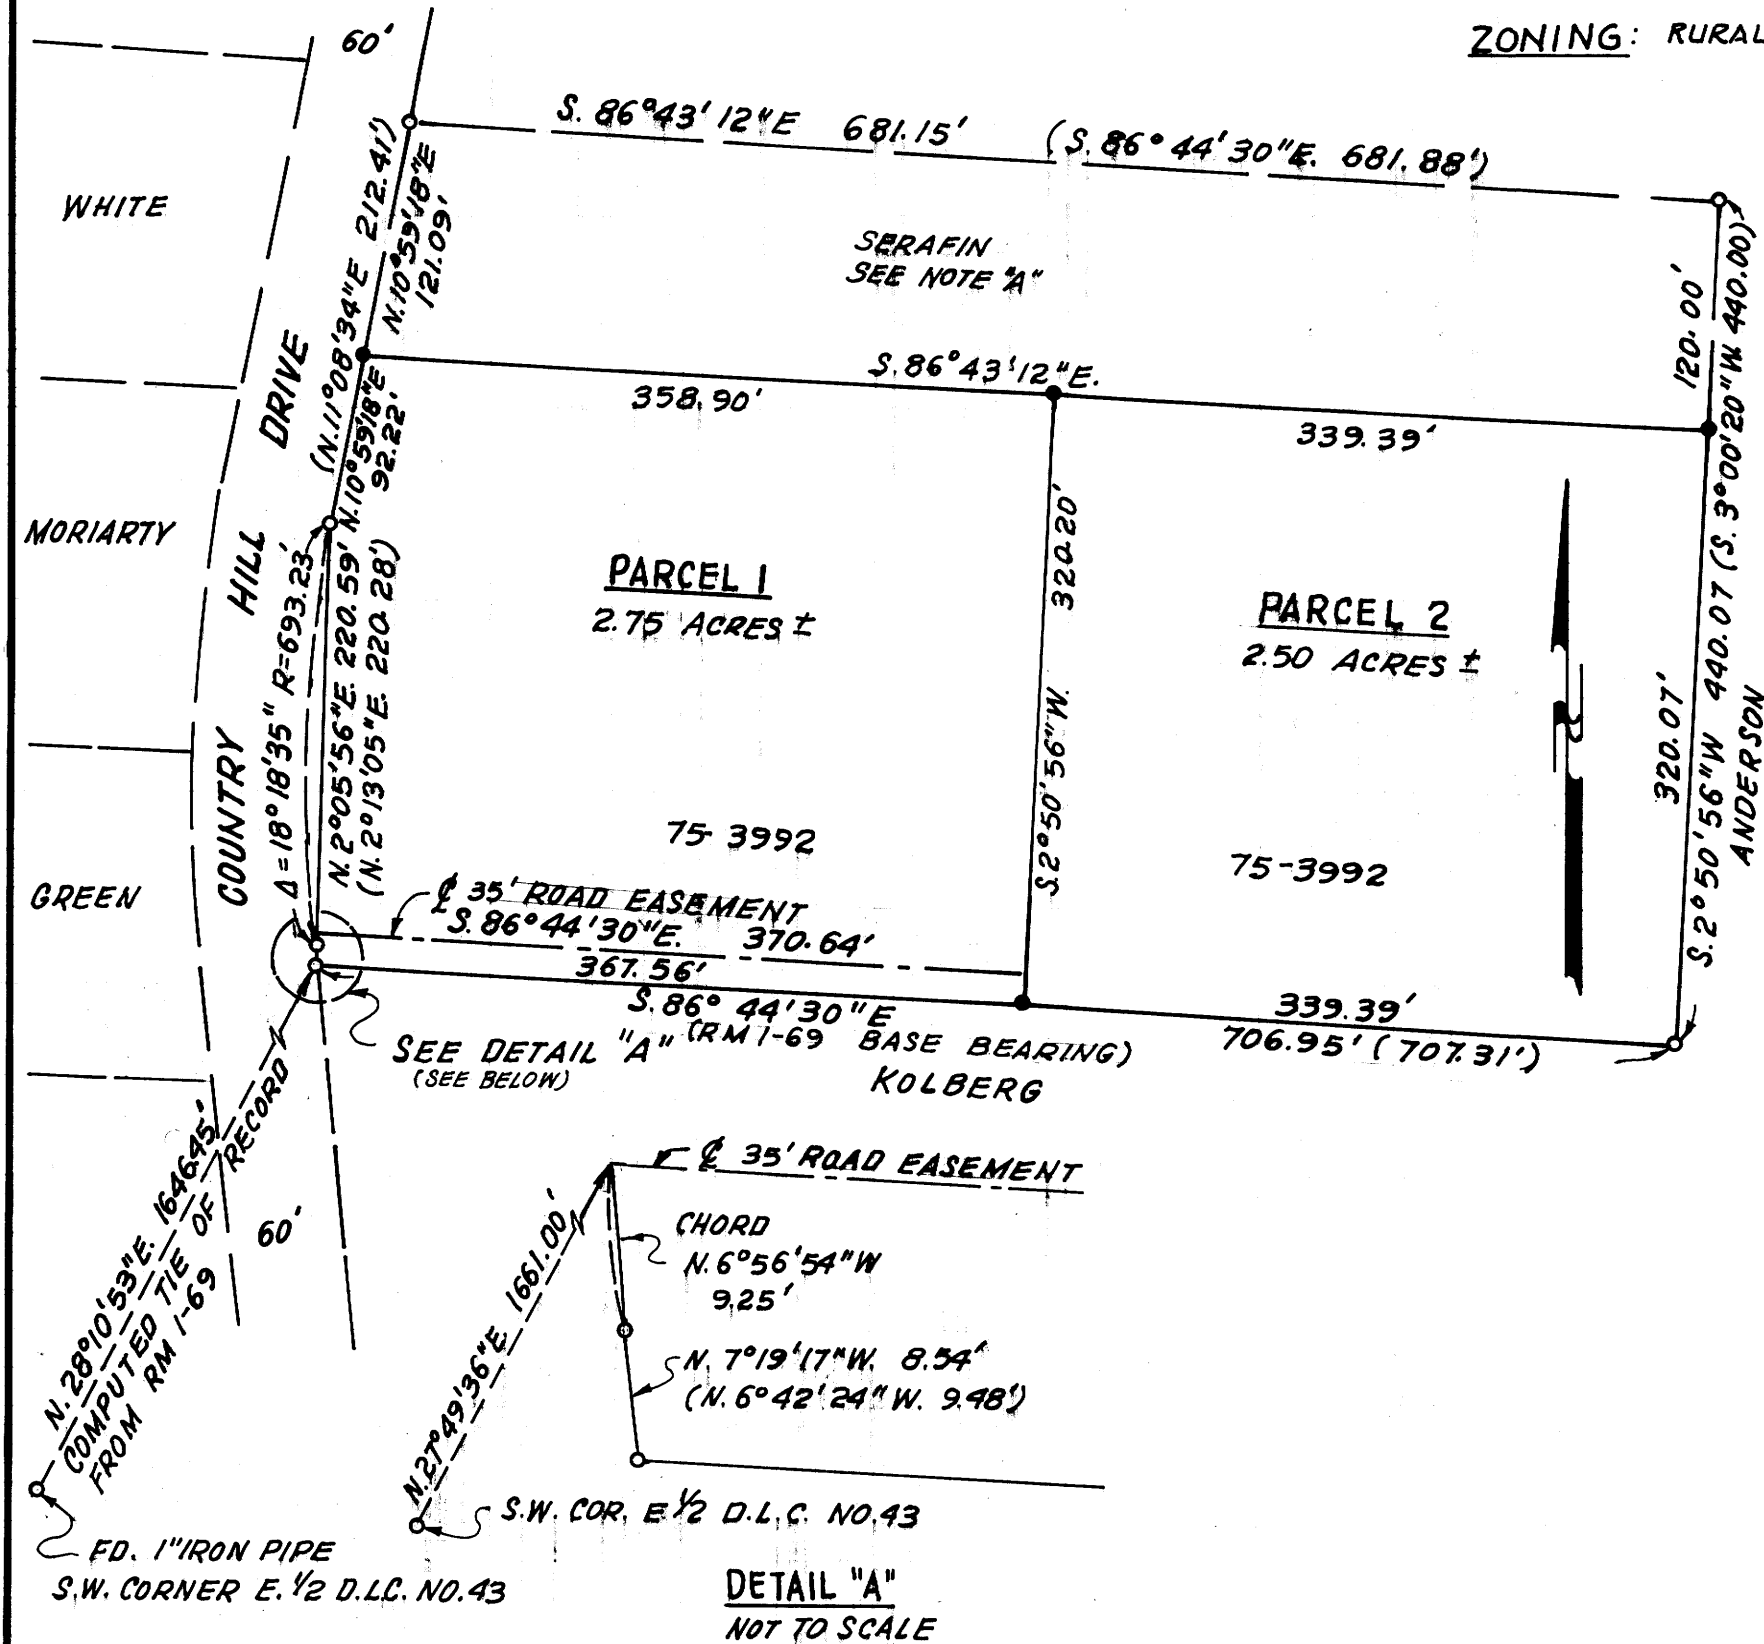 ZONING: RURAL
60'
S. 86°43'12"E 681.15' (S. 86°44'30"E. 681.88')
WHITE
(N.11°08'34"E 212.41')
N.10°59'18"E
121.09'
SERAFIN
SEE NOTE "A"
120.00'
S.2°50'56"W 440.07 (S. 3°00'20"W. 440.00)
ANDERSON
S.86°43'12"E.
358.90'
339.39'
COUNTRY HILL DRIVE
N.10°59'18"E
92.22'
MORIARTY
Δ=18°18'35" R=693.23'
N.2°05'56"E. 220.59'
(N.2°13'05"E. 220.28')
PARCEL 1
2.75 ACRES ±
320.20'
S.2°50'56"W.
PARCEL 2
2.50 ACRES ±
320.07'
75-3992
75-3992
GREEN
℄ 35' ROAD EASEMENT
S. 86°44'30"E. 370.64'
367.56'
S.86° 44'30"E
(RM 1-69 BASE BEARING)
339.39'
706.95' (707.31')
SEE DETAIL "A"
(SEE BELOW)
KOLBERG
N.28°10'53"E. 1646.45'
COMPUTED TIE OF RECORD
FROM RM 1-69
60'
℄ 35' ROAD EASEMENT
N.27°49'36"E. 1661.00'
CHORD
N.6°56'54"W
9.25'
N. 7°19'17"W. 8.54'
(N. 6°42'24"W. 9.48')
S.W. COR. E 1/2 D.L.C. NO.43
FD. 1" IRON PIPE
S.W. CORNER E. 1/2 D.L.C. NO.43
DETAIL "A"
NOT TO SCALE